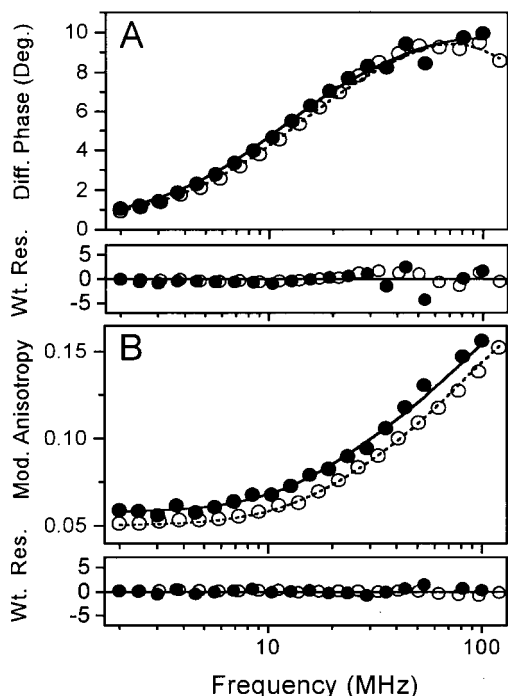 A
Diff. Phase (Deg.)
10
8
6
4
2
0
Wt. Res.
5
0
-5
B
Mod. Anisotropy
0.15
0.10
0.05
Wt. Res.
5
0
-5
10
100
Frequency (MHz)